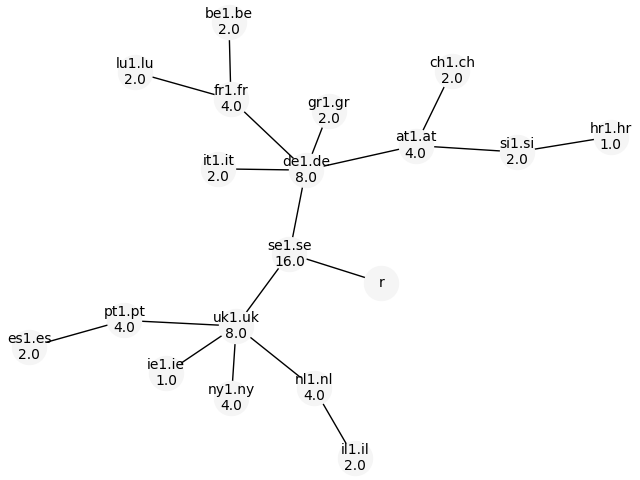 be1.be
2.0
lu1.lu
2.0
ch1.ch
2.0
fr1.fr
4.0
gr1.gr
2.0
hr1.hr
1.0
at1.at
4.0
si1.si
2.0
it1.it
2.0
de1.de
8.0
se1.se
16.0
r
pt1.pt
4.0
uk1.uk
8.0
es1.es
2.0
ie1.ie
1.0
ny1.ny
4.0
nl1.nl
4.0
il1.il
2.0